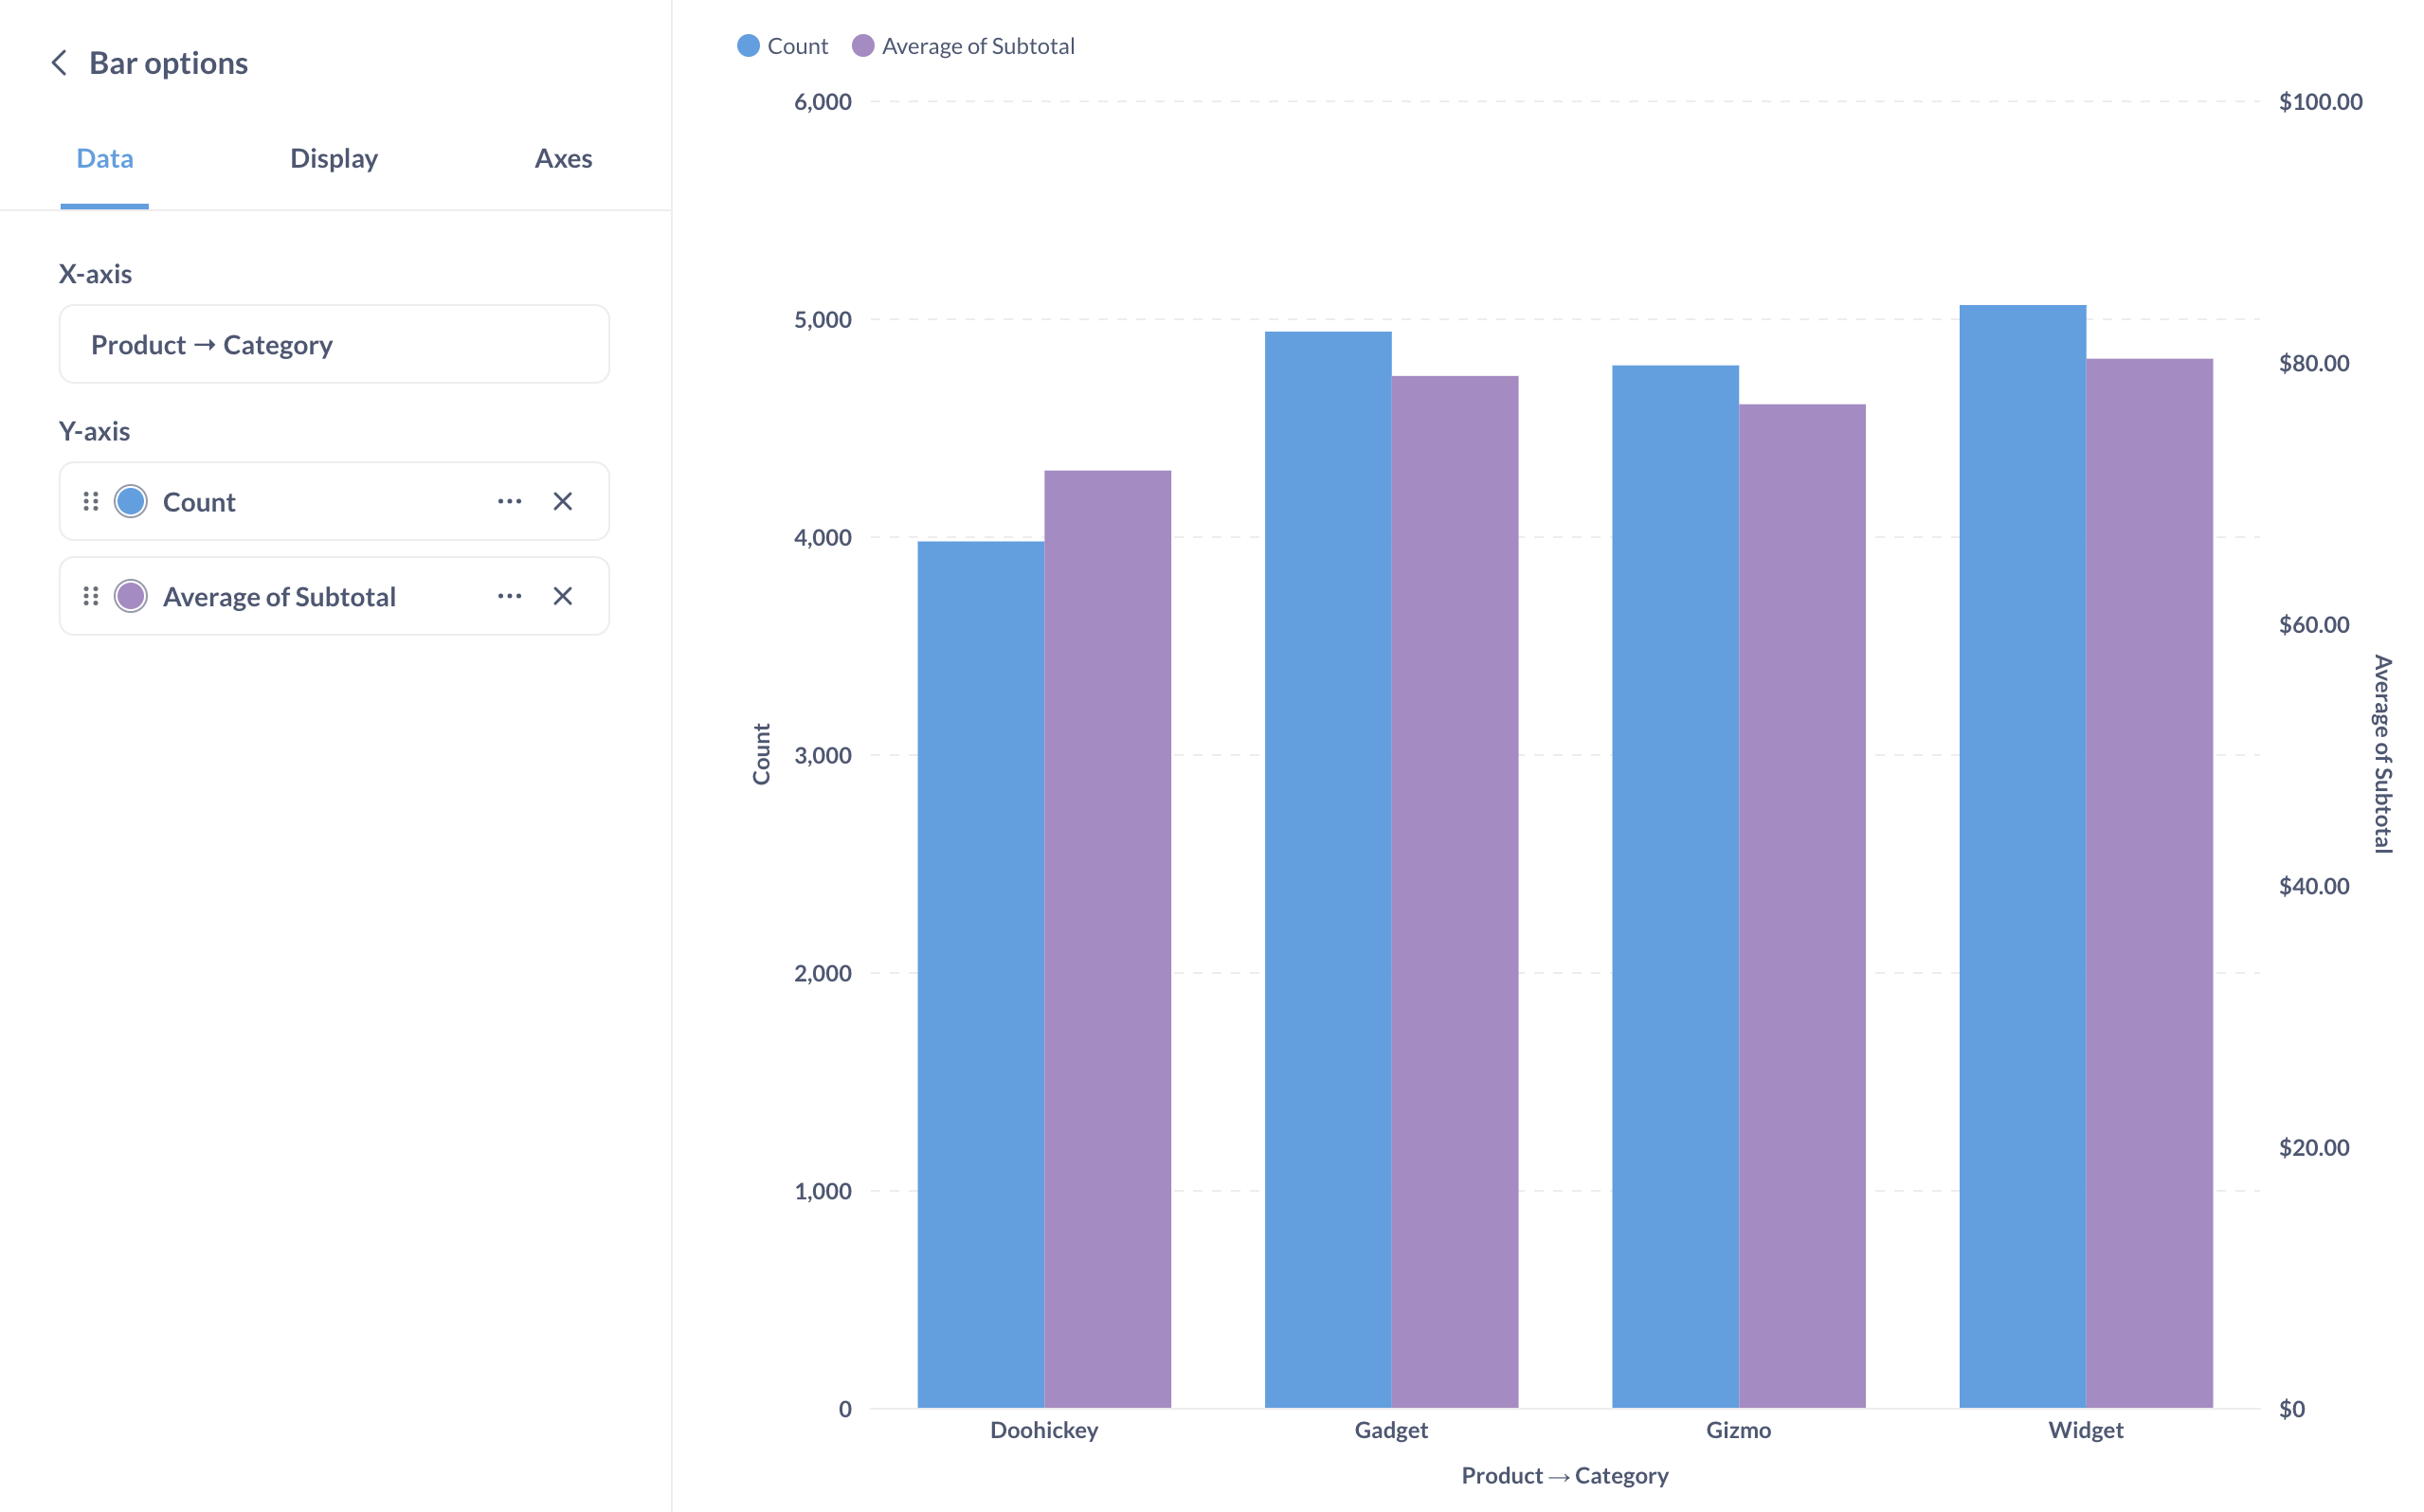 Bar options
Data Display Axes
X-axis
Product → Category
Y-axis
Count
Average of Subtotal
Count Average of Subtotal
6,000
5,000
4,000
3,000
2,000
1,000
0
Count
$100.00
$80.00
$60.00
$40.00
$20.00
$0
Average of Subtotal
Doohickey Gadget Gizmo Widget
Product → Category